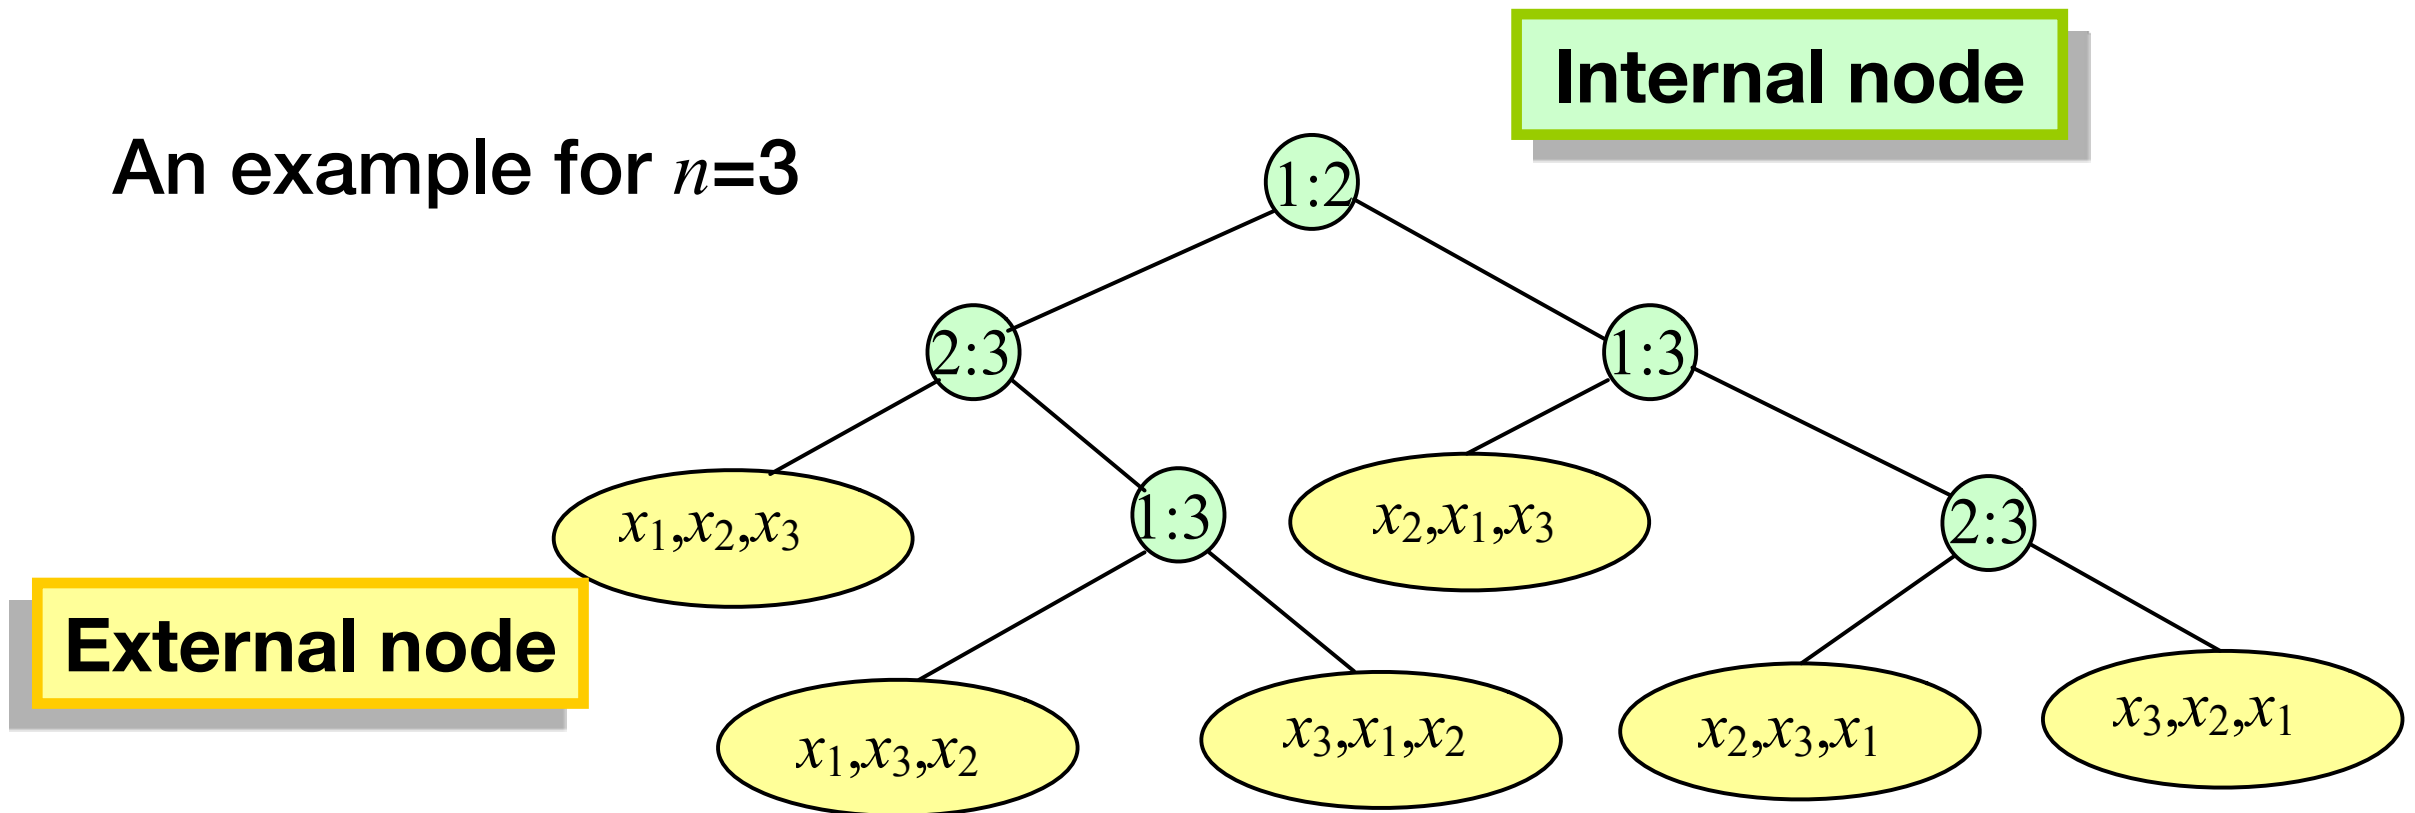 Internal node
An example for n=3
1:2
2:3
1:3
x₁,x₂,x₃
1:3
x₂,x₁,x₃
2:3
External node
x₁,x₃,x₂
x₃,x₁,x₂
x₂,x₃,x₁
x₃,x₂,x₁